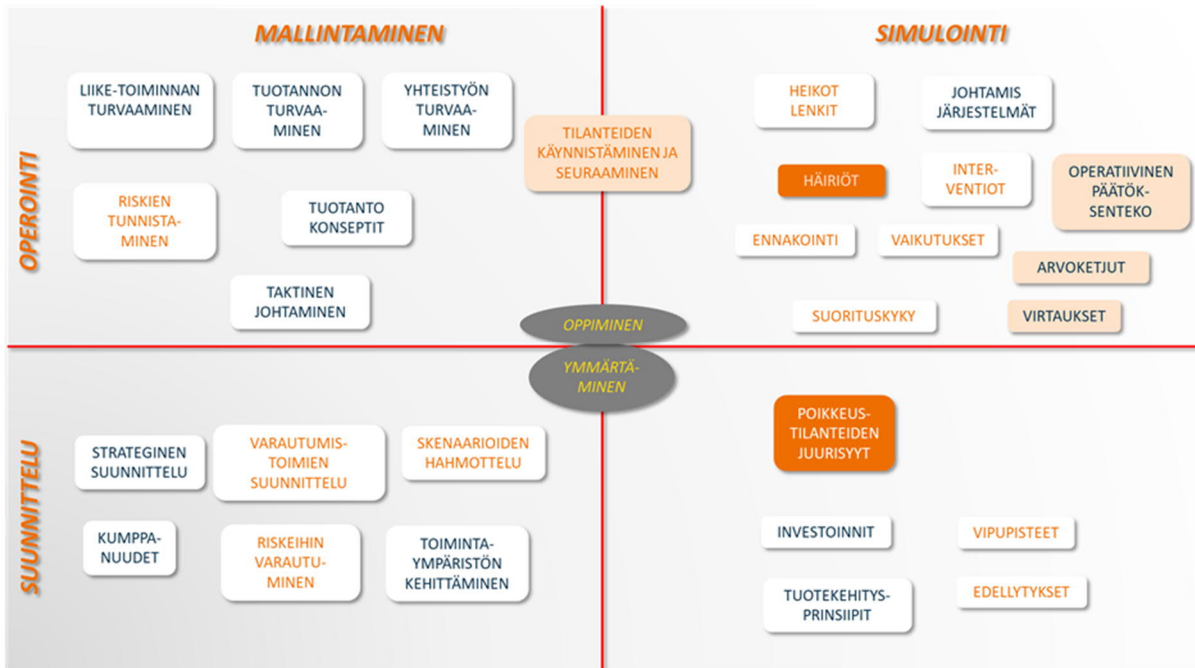 MALLINTAMINEN
SIMULOINTI
OPEROINTI
LIIKE-TOIMINNAN
TURVAAMINEN
TUOTANNON
TURVAA-
MINEN
YHTEISTYÖN
TURVAA-
MINEN
TILANTEIDEN
KÄYNNISTÄMINEN JA
SEURAAMINEN
RISKIEN
TUNNISTA-
MINEN
TUOTANTO
KONSEPTIT
TAKTINEN
JOHTAMINEN
HEIKOT
LENKIT
JOHTAMIS
JÄRJESTELMÄT
HÄIRIÖT
INTER-
VENTIOT
OPERATIIVINEN
PÄÄTÖK-
SENTEKO
ENNAKOINTI
VAIKUTUKSET
ARVOKETJUT
SUORITUSKYKY
VIRTAUKSET
OPPIMINEN
YMMÄRTÄ-
MINEN
SUUNNITTELU
STRATEGINEN
SUUNNITTELU
VARAUTUMIS-
TOIMIEN
SUUNNITTELU
SKENAARIOIDEN
HAHMOTTELU
KUMPPA-
NUUDET
RISKEIHIN
VARAUTU-
MINEN
TOIMINTA-
YMPÄRISTÖN
KEHITTÄMINEN
POIKKEUS-
TILANTEIDEN
JUURISYYT
INVESTOINNIT
VIPUPISTEET
TUOTEKEHITYS-
PRINSIIPIT
EDELLYTYKSET